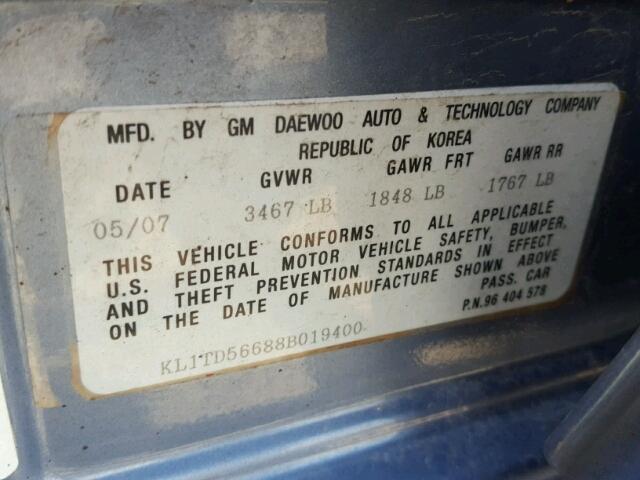 MFD. BY GM DAEWOO AUTO & TECHNOLOGY COMPANY
REPUBLIC OF KOREA
DATE GVWR GAWR FRT GAWR RR
05/07 3467 LB 1848 LB 1767 LB
THIS VEHICLE CONFORMS TO ALL APPLICABLE
U.S. FEDERAL MOTOR VEHICLE SAFETY, BUMPER,
AND THEFT PREVENTION STANDARDS IN EFFECT
ON THE DATE OF MANUFACTURE SHOWN ABOVE
PASS. CAR
P.N.96 404 578
KL1TD56688B019400